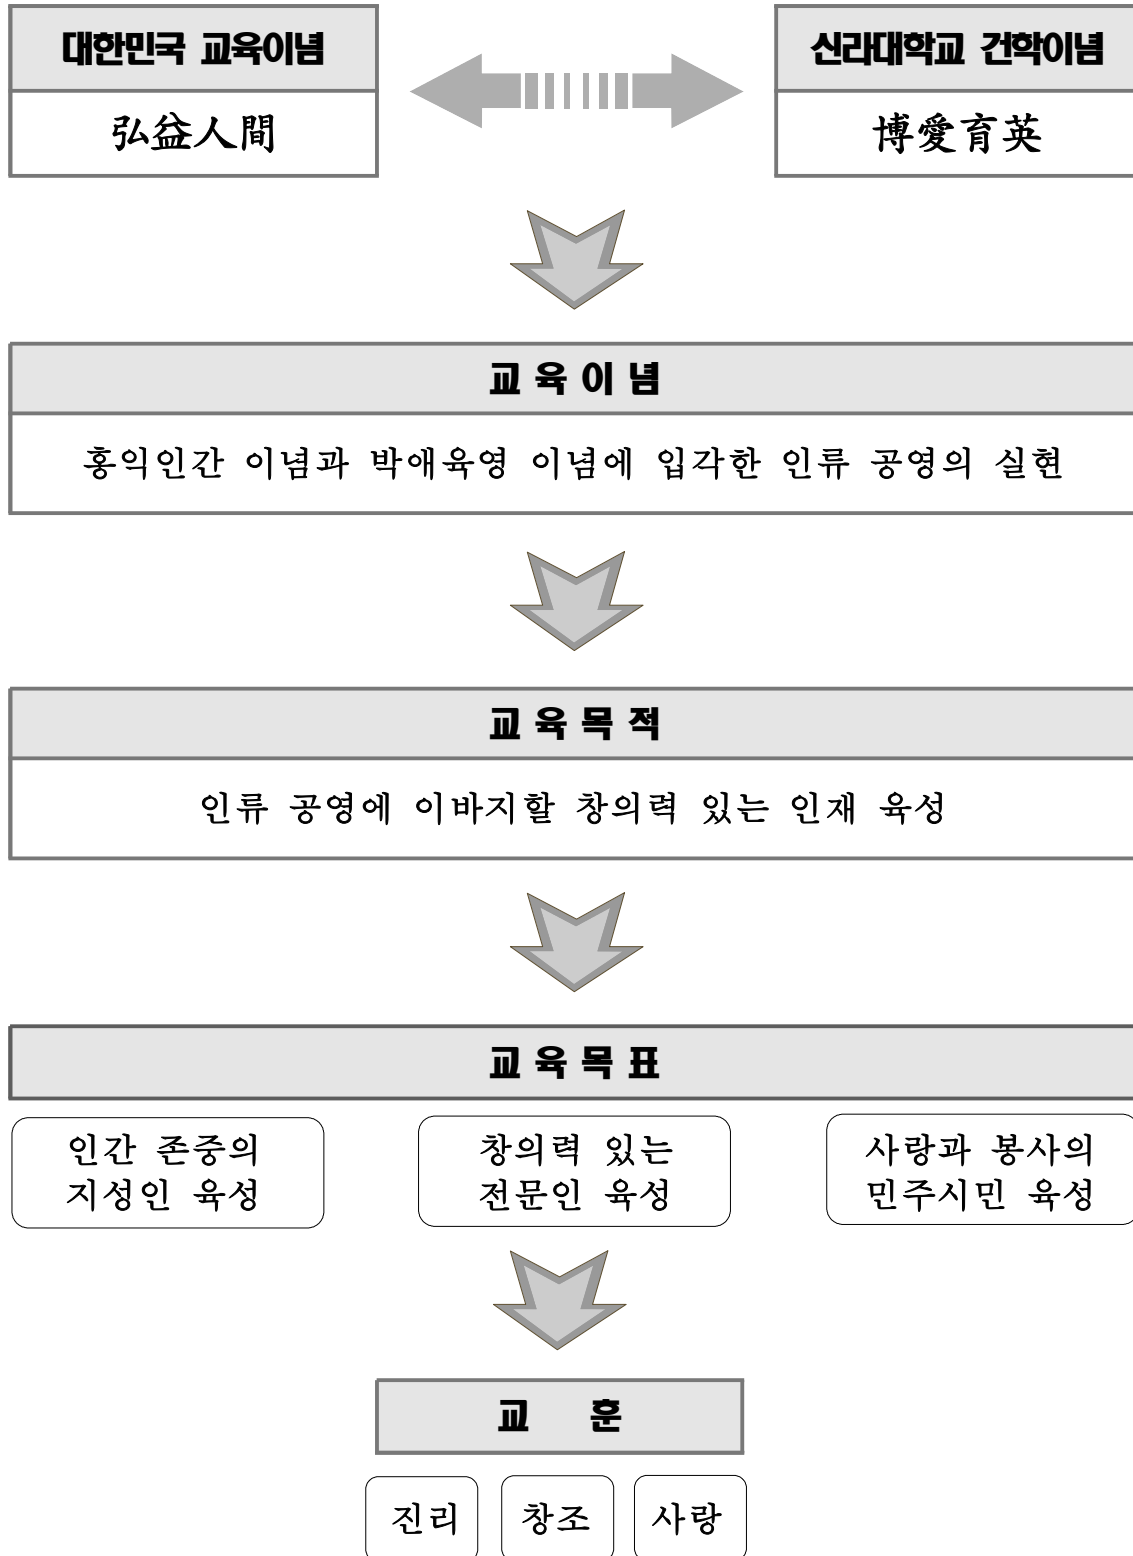 대한민국 교육이념
신라대학교 건학이념
弘益人間
博愛育英
교육이념
홍익인간 이념과 박애육영 이념에 입각한 인류 공영의 실현
교육목적
인류 공영에 이바지할 창의력 있는 인재 육성
교육목표
인간 존중의
지성인 육성
창의력 있는
전문인 육성
사랑과 봉사의
민주시민 육성
교 훈
진리
창조
사랑